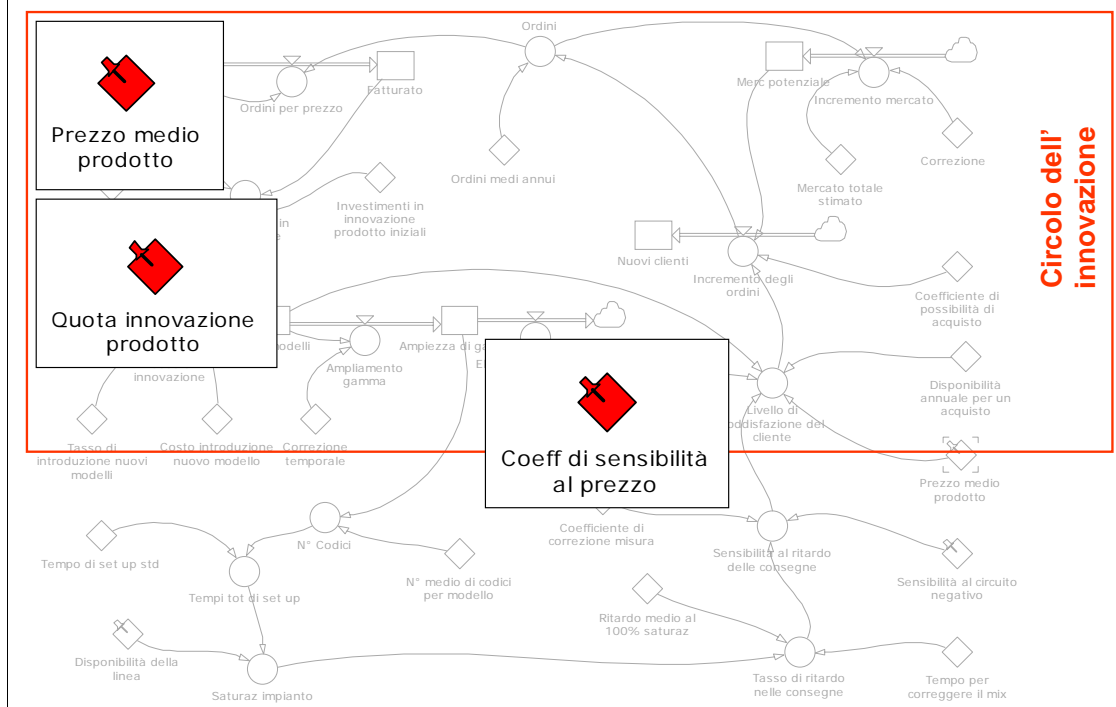 Ordini
Prezzo medio
prodotto
Ordini per prezzo
Fatturato
Merc potenziale
Incremento mercato
Correzione
Circolo dell'
innovazione
Ordini medi annui
Mercato totale
stimato
Investimenti in
innovazione
prodotto iniziali
in
Quota innovazione
prodotto
Nuovi clienti
Incremento degli
ordini
Coefficiente di
possibilità di
acquisto
Ampliamento
gamma
Ampiezza di ga
innovazione
Coeff di sensibilità
al prezzo
Livello di
oddisfazione del
cliente
Disponibilità
annuale per un
acquisto
Tasso di
introduzione nuovi
modelli
Costo introduzione
nuovo modello
Correzione
temporale
Prezzo medio
prodotto
Tempo di set up std
N° Codici
Coefficiente di
correzione misura
Sensibilità al ritardo
delle consegne
Sensibilità al circuito
negativo
Tempi tot di set up
N° medio di codici
per modello
Ritardo medio al
100% saturaz
Disponibilità della
linea
Saturaz impianto
Tasso di ritardo
nelle consegne
Tempo per
correggere il mix